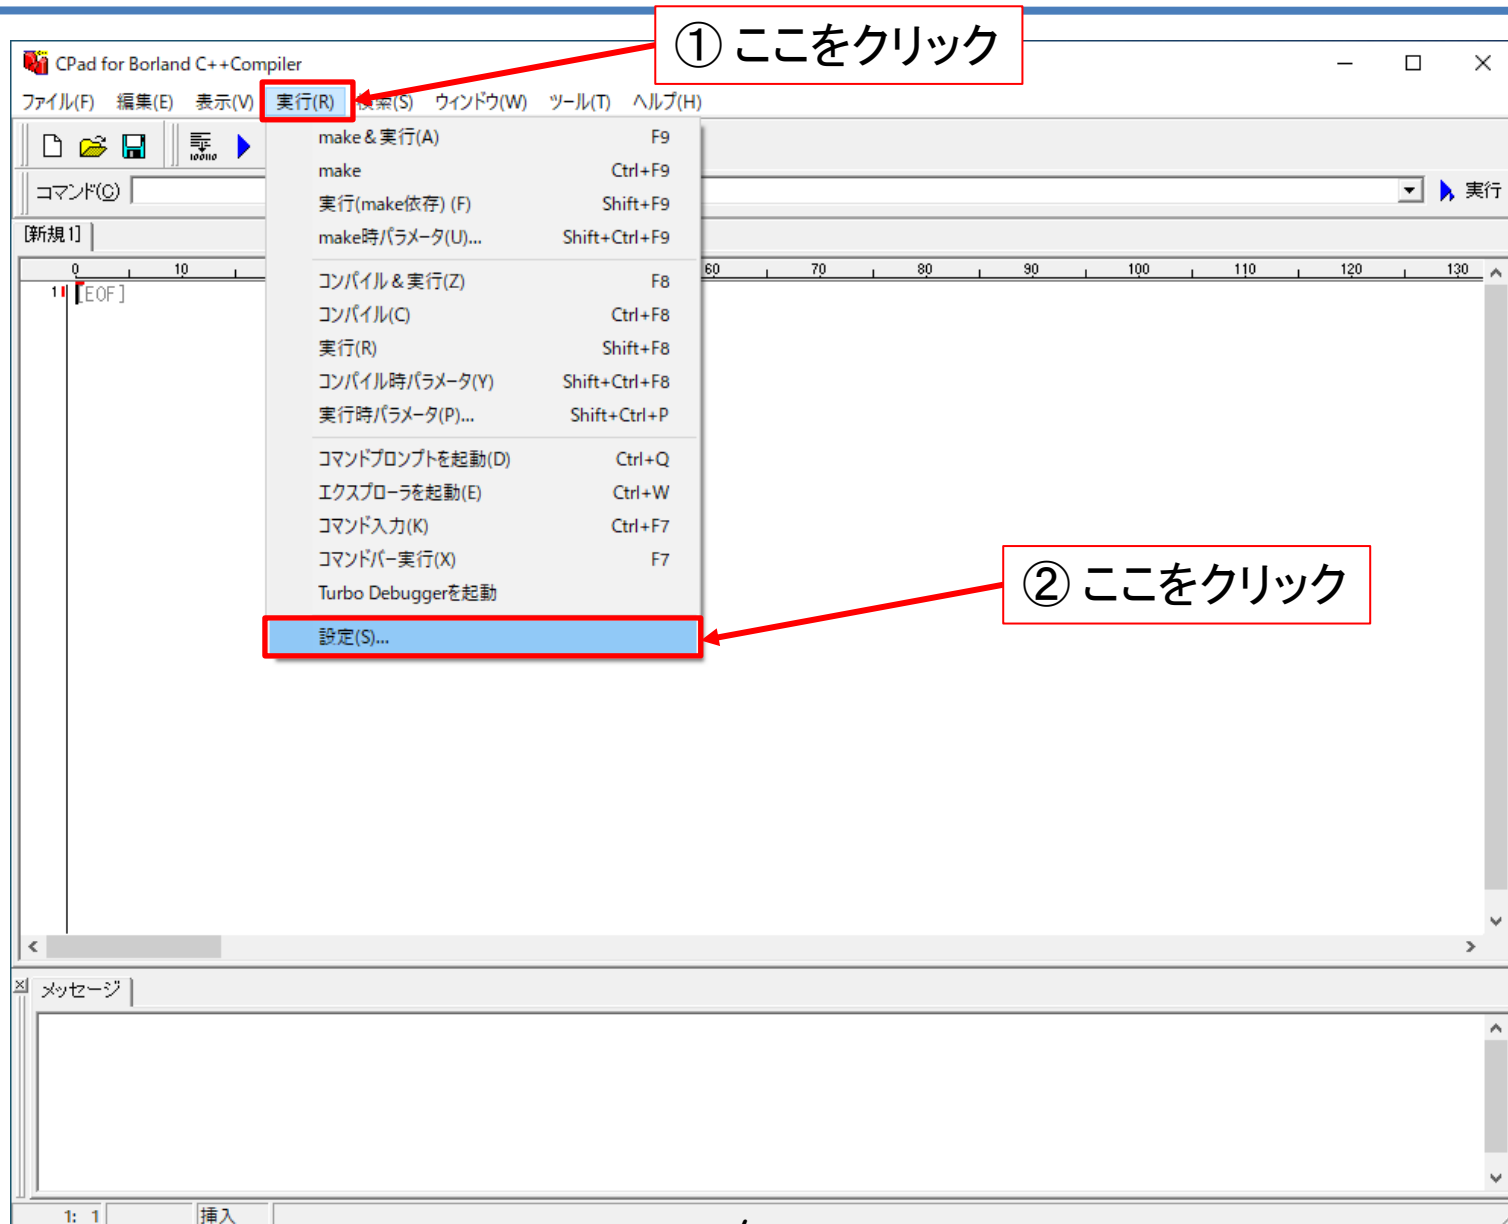 ① ここをクリック
CPad for Borland C++Compiler
ファイル(F) 編集(E) 表示(V) 実行(R) 検索(S) ウィンドウ(W) ツール(T) ヘルプ(H)
make＆実行(A) F9
make Ctrl+F9
コマンド(C) 実行
実行(make依存) (F) Shift+F9
make時パラメータ(U)... Shift+Ctrl+F9
[新規1]
0 10 60 70 80 90 100 110 120 130
1 [EOF]
コンパイル＆実行(Z) F8
コンパイル(C) Ctrl+F8
実行(R) Shift+F8
コンパイル時パラメータ(Y) Shift+Ctrl+F8
実行時パラメータ(P)... Shift+Ctrl+P
コマンドプロンプトを起動(D) Ctrl+Q
エクスプローラを起動(E) Ctrl+W
コマンド入力(K) Ctrl+F7
コマンドバー実行(X) F7
Turbo Debuggerを起動
② ここをクリック
設定(S)...
メッセージ
1: 1 挿入